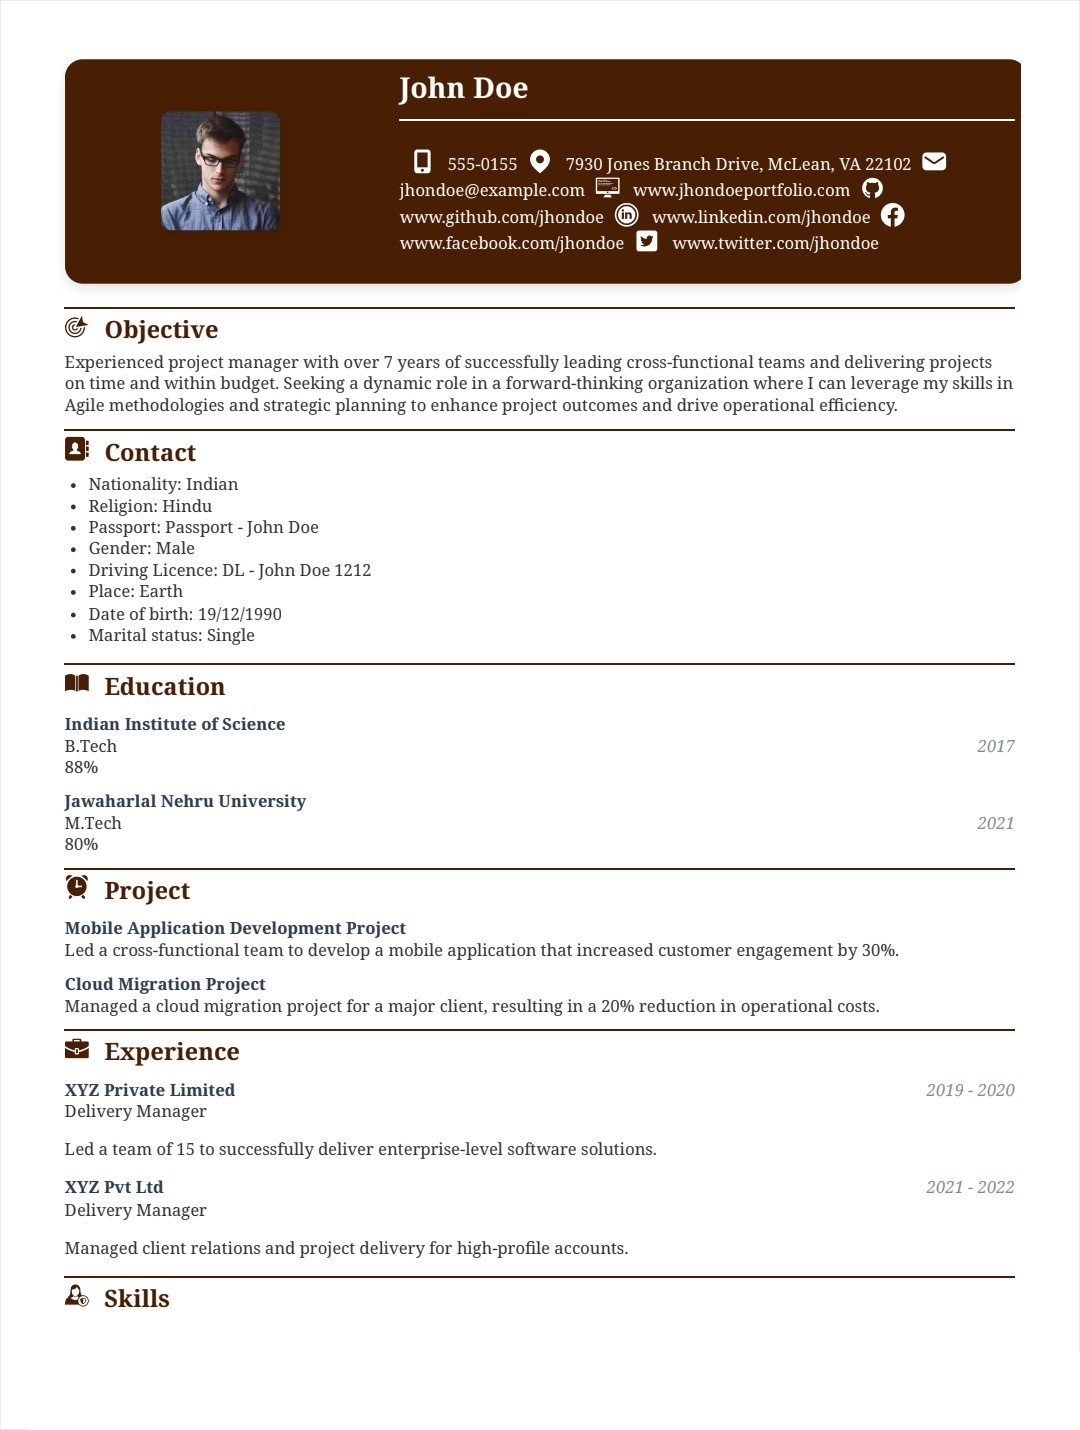 John Doe
555-0155 7930 Jones Branch Drive, McLean, VA 22102
jhondoe@example.com www.jhondoeportfolio.com
www.github.com/jhondoe www.linkedin.com/jhondoe
www.facebook.com/jhondoe www.twitter.com/jhondoe
Objective
Experienced project manager with over 7 years of successfully leading cross-functional teams and delivering projects
on time and within budget. Seeking a dynamic role in a forward-thinking organization where I can leverage my skills in
Agile methodologies and strategic planning to enhance project outcomes and drive operational efficiency.
Contact
• Nationality: Indian
• Religion: Hindu
• Passport: Passport - John Doe
• Gender: Male
• Driving Licence: DL - John Doe 1212
• Place: Earth
• Date of birth: 19/12/1990
• Marital status: Single
Education
Indian Institute of Science
B.Tech 2017
88%
Jawaharlal Nehru University
M.Tech 2021
80%
Project
Mobile Application Development Project
Led a cross-functional team to develop a mobile application that increased customer engagement by 30%.
Cloud Migration Project
Managed a cloud migration project for a major client, resulting in a 20% reduction in operational costs.
Experience
XYZ Private Limited 2019 - 2020
Delivery Manager
Led a team of 15 to successfully deliver enterprise-level software solutions.
XYZ Pvt Ltd 2021 - 2022
Delivery Manager
Managed client relations and project delivery for high-profile accounts.
Skills